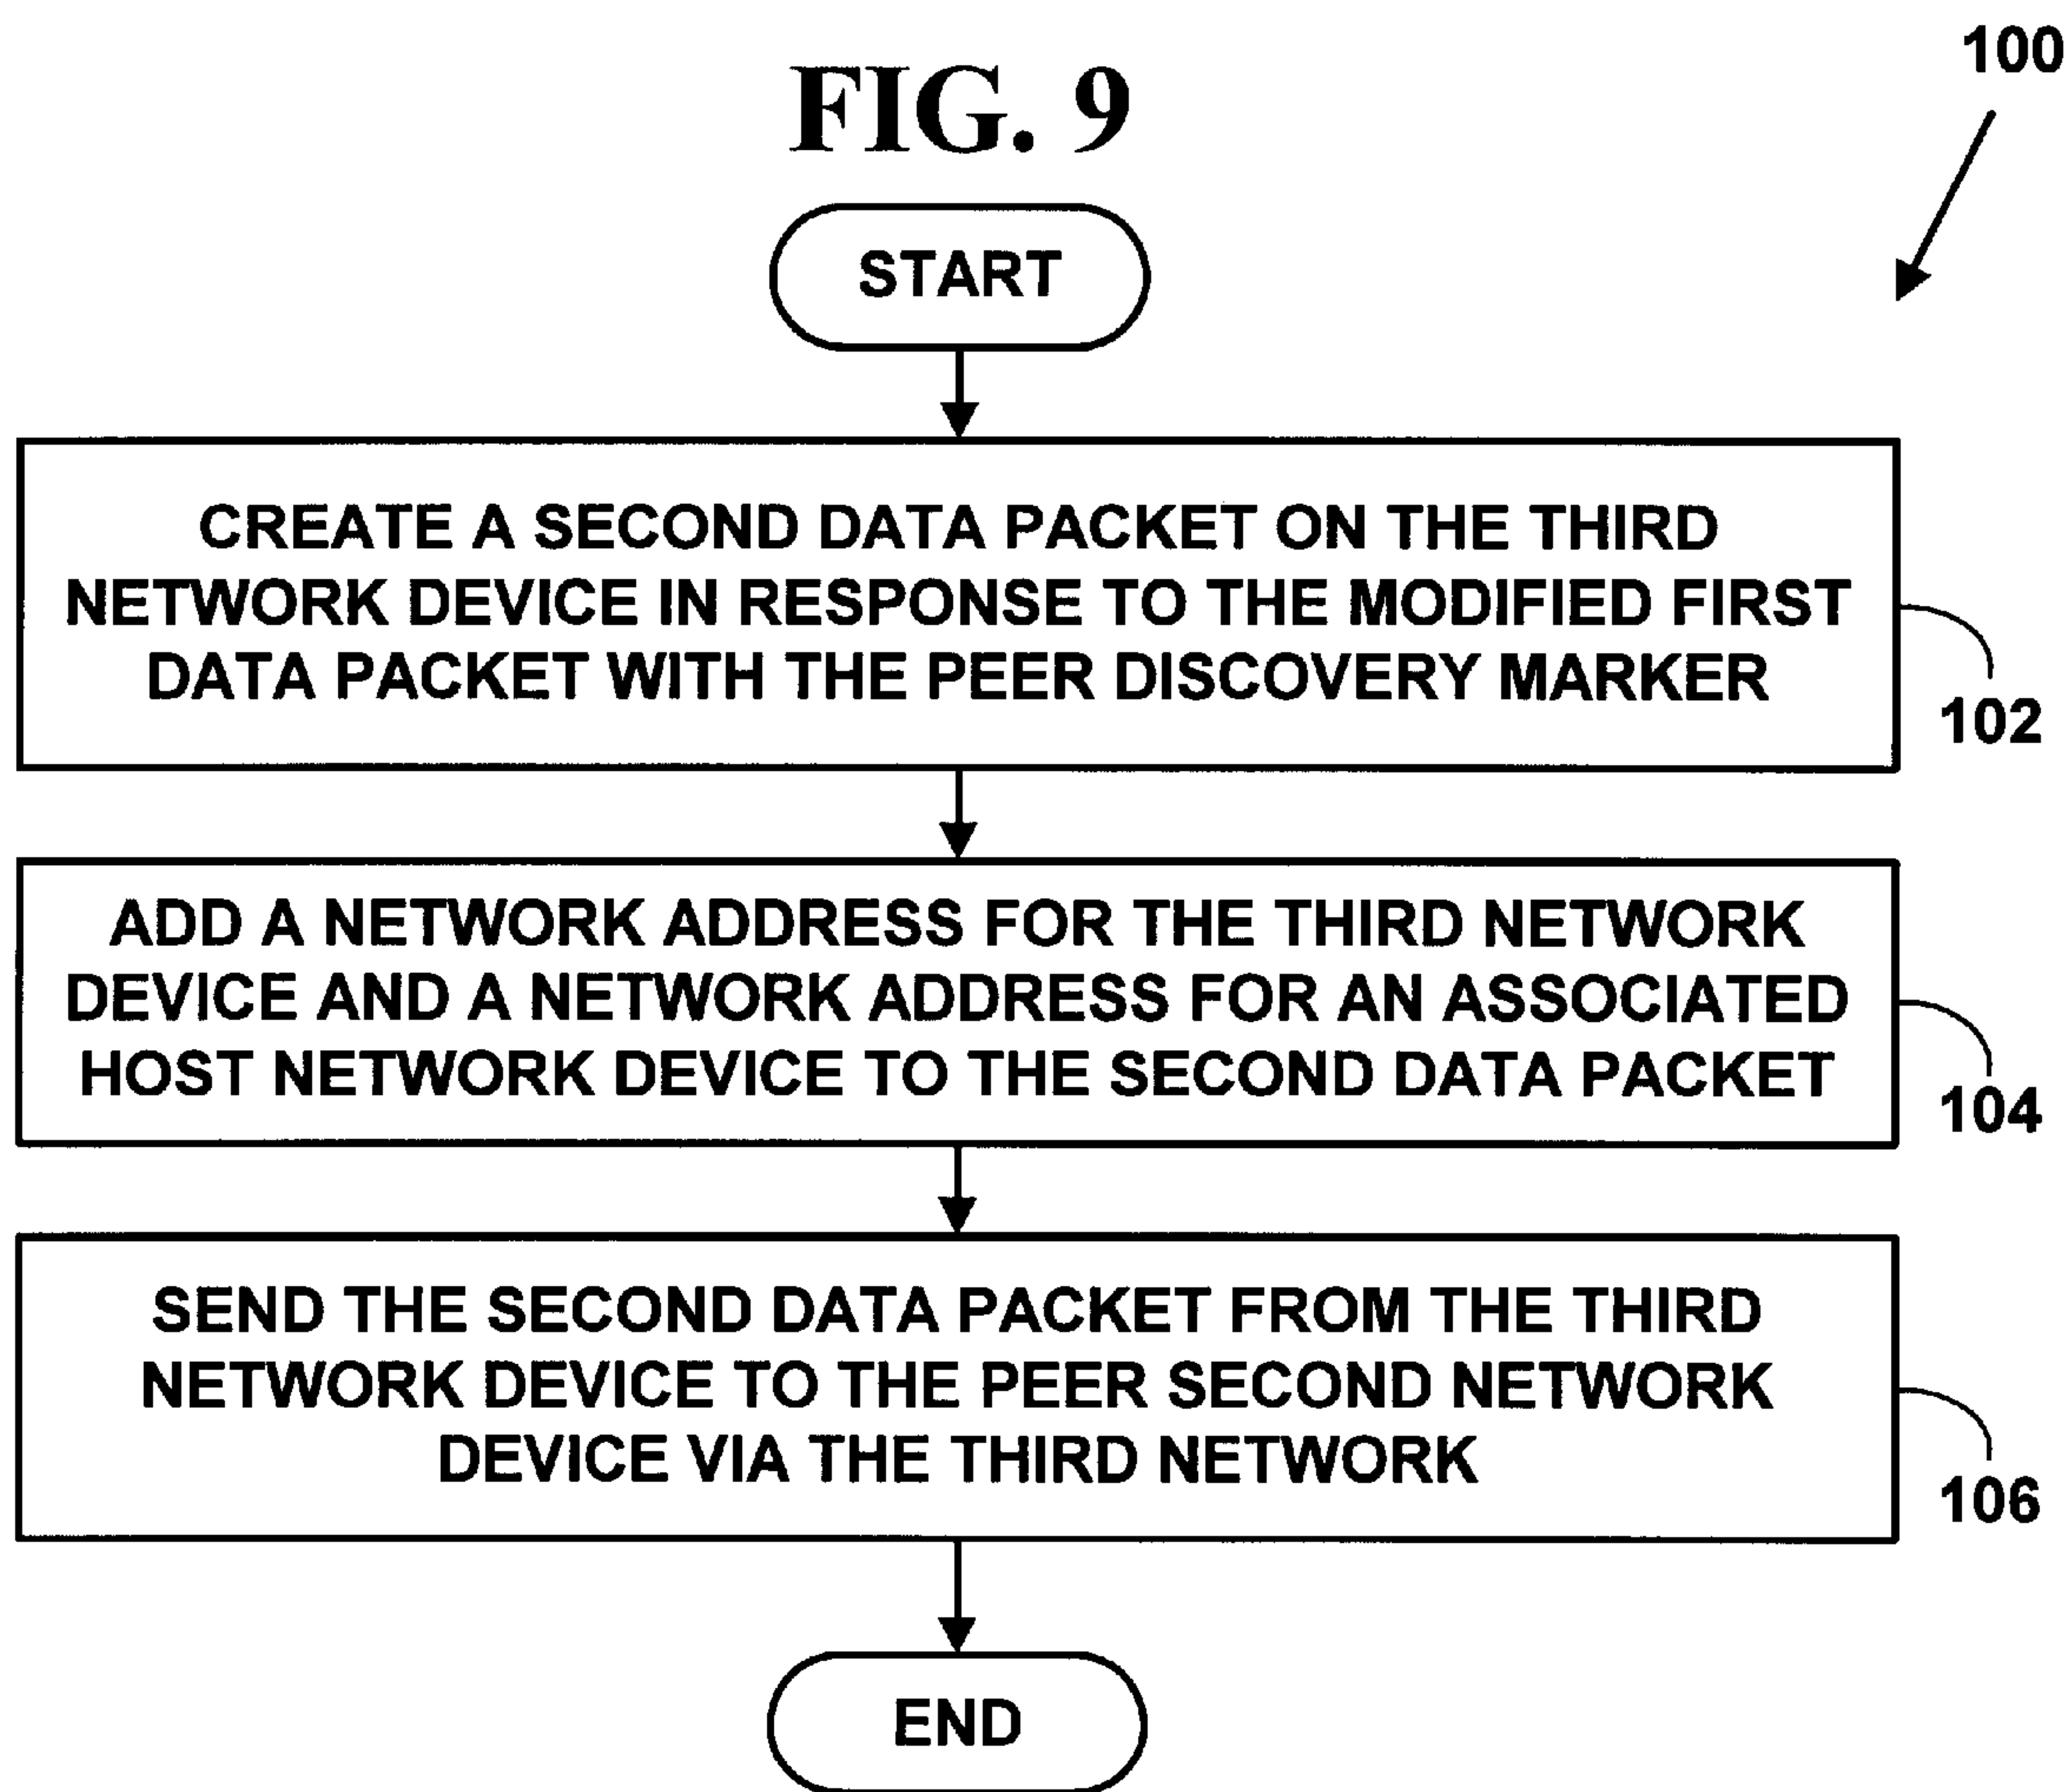 100
FIG. 9
START
CREATE A SECOND DATA PACKET ON THE THIRD
NETWORK DEVICE IN RESPONSE TO THE MODIFIED FIRST
DATA PACKET WITH THE PEER DISCOVERY MARKER
102
ADD A NETWORK ADDRESS FOR THE THIRD NETWORK
DEVICE AND A NETWORK ADDRESS FOR AN ASSOCIATED
HOST NETWORK DEVICE TO THE SECOND DATA PACKET
104
SEND THE SECOND DATA PACKET FROM THE THIRD
NETWORK DEVICE TO THE PEER SECOND NETWORK
DEVICE VIA THE THIRD NETWORK
106
END